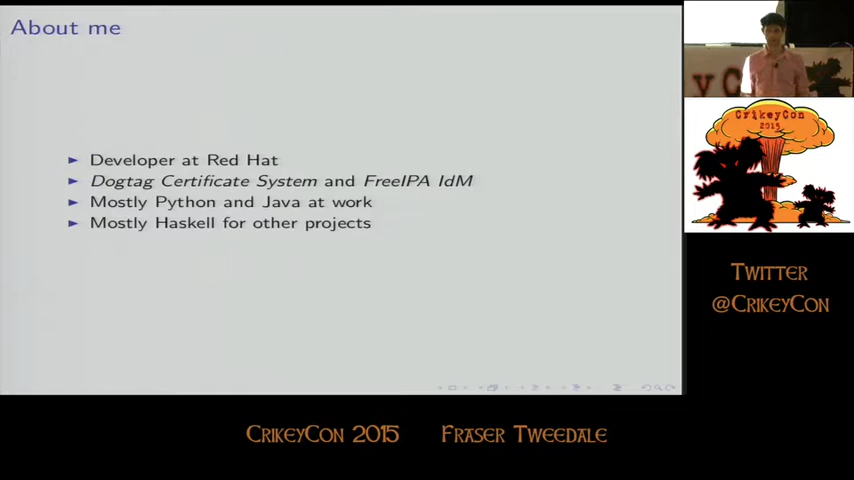 About me
Developer at Red Hat
Dogtag Certificate System and FreeIPA IdM
Mostly Python and Java at work
Mostly Haskell for other projects
CrikeyCon
2015
Twitter
@CrikeyCon
CrikeyCon 2015 Fraser Tweedale